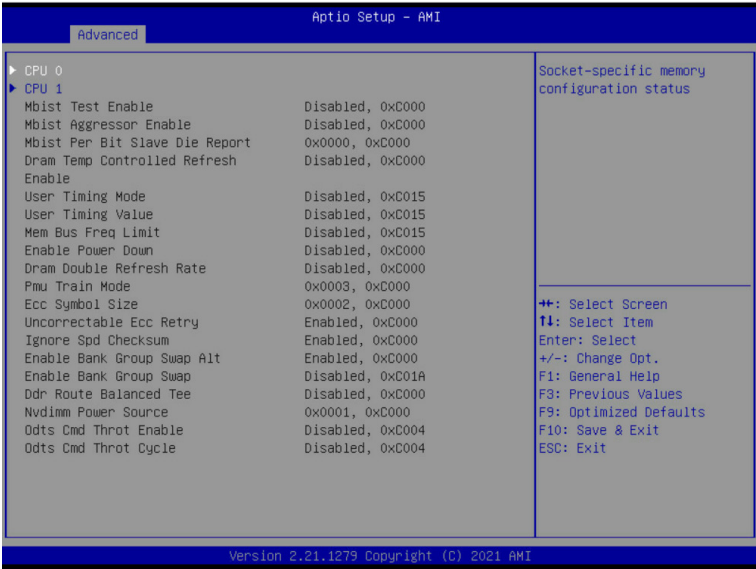 Aptio Setup - AMI
Advanced
CPU 0
CPU 1
Mbist Test Enable Disabled, 0xC000
Mbist Aggressor Enable Disabled, 0xC000
Mbist Per Bit Slave Die Report 0x0000, 0xC000
Dram Temp Controlled Refresh Disabled, 0xC000
Enable
User Timing Mode Disabled, 0xC015
User Timing Value Disabled, 0xC015
Mem Bus Freq Limit Disabled, 0xC015
Enable Power Down Disabled, 0xC000
Dram Double Refresh Rate Disabled, 0xC000
Pmu Train Mode 0x0003, 0xC000
Ecc Symbol Size 0x0002, 0xC000
Uncorrectable Ecc Retry Enabled, 0xC000
Ignore Spd Checksum Enabled, 0xC000
Enable Bank Group Swap Alt Enabled, 0xC000
Enable Bank Group Swap Disabled, 0xC01A
Ddr Route Balanced Tee Disabled, 0xC000
Nvdimm Power Source 0x0001, 0xC000
Odts Cmd Throt Enable Disabled, 0xC004
Odts Cmd Throt Cycle Disabled, 0xC004
Socket-specific memory
configuration status
→←: Select Screen
↑↓: Select Item
Enter: Select
+/-: Change Opt.
F1: General Help
F3: Previous Values
F9: Optimized Defaults
F10: Save & Exit
ESC: Exit
Version 2.21.1279 Copyright (C) 2021 AMI